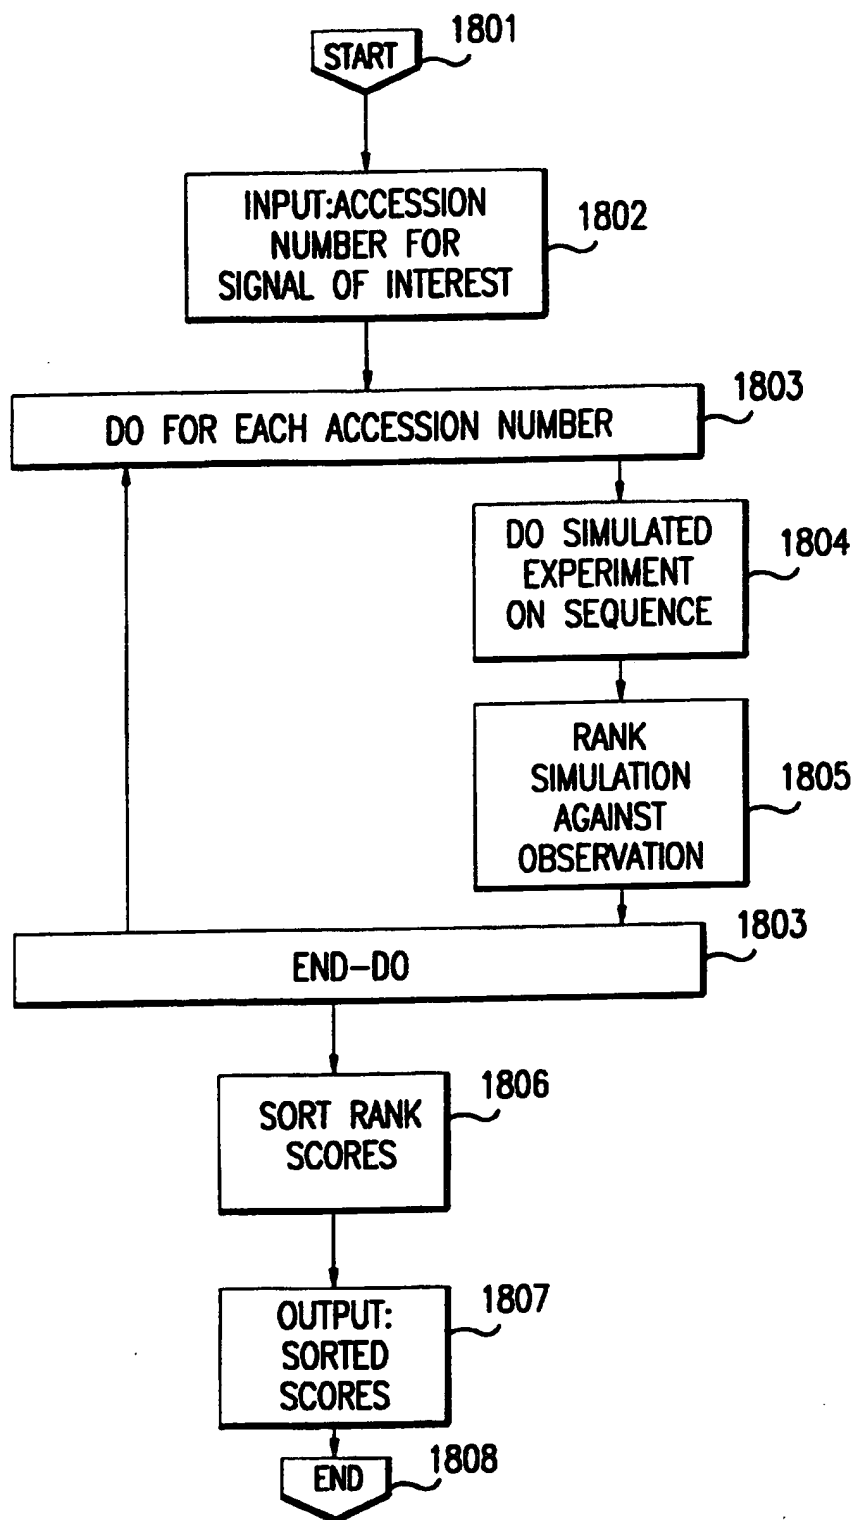 START
1801
INPUT:ACCESSION
NUMBER FOR
SIGNAL OF INTEREST
1802
DO FOR EACH ACCESSION NUMBER
1803
DO SIMULATED
EXPERIMENT
ON SEQUENCE
1804
RANK
SIMULATION
AGAINST
OBSERVATION
1805
END-DO
1803
SORT RANK
SCORES
1806
OUTPUT:
SORTED
SCORES
1807
END
1808